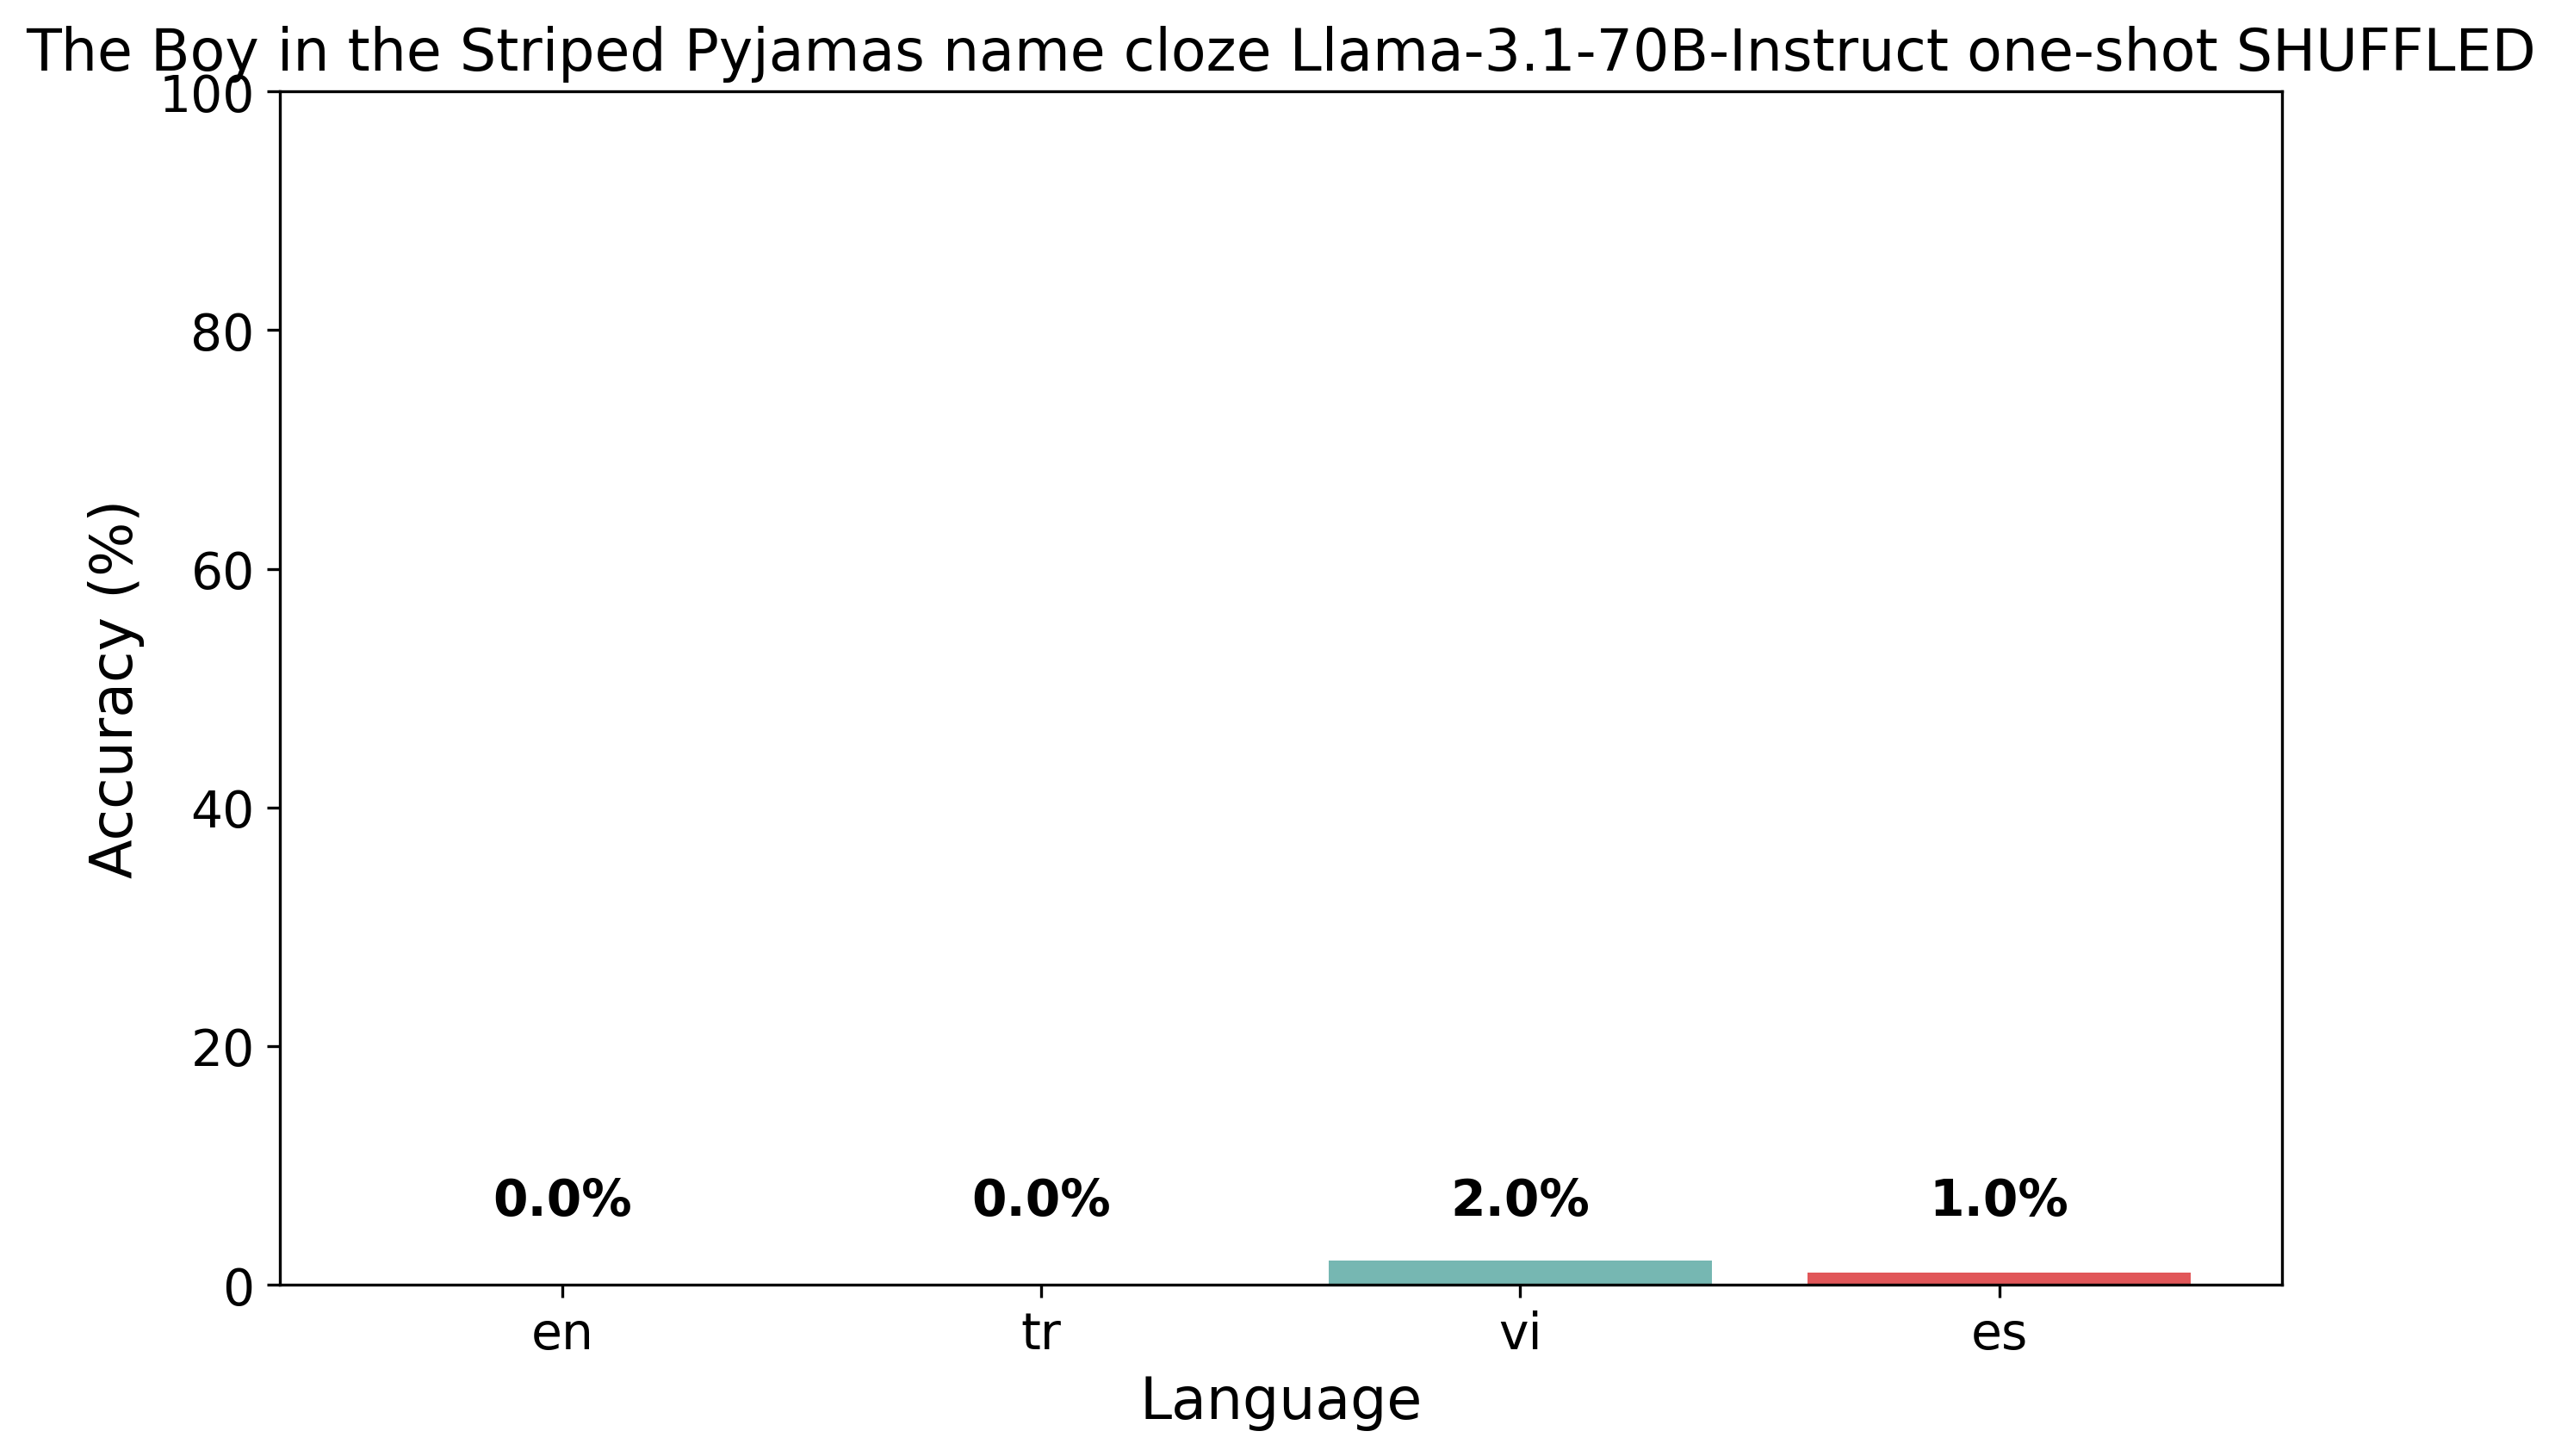 The Boy in the Striped Pyjamas name cloze Llama-3.1-70B-Instruct one-shot SHUFFLED
100
80
60
40
20
0
Accuracy (%)
0.0%
0.0%
2.0%
1.0%
en
tr
vi
es
Language